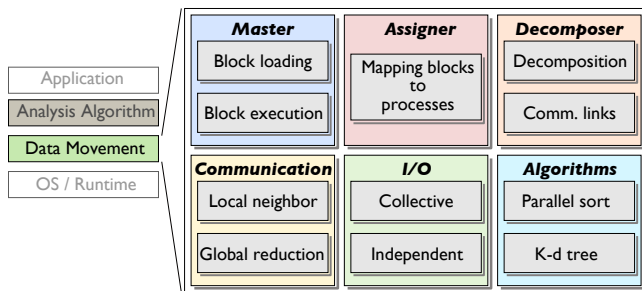 Application
Analysis Algorithm
Data Movement
OS / Runtime
Master
Block loading
Block execution
Assigner
Mapping blocks
to
processes
Decomposer
Decomposition
Comm. links
Communication
Local neighbor
Global reduction
I/O
Collective
Independent
Algorithms
Parallel sort
K-d tree